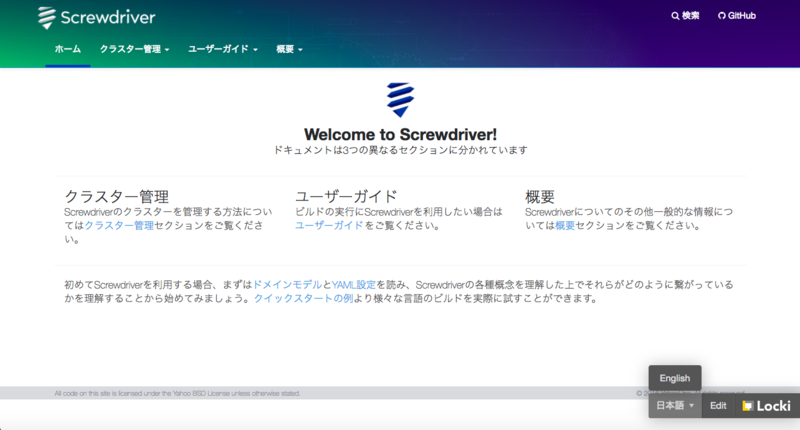 Screwdriver
検索
GitHub
ホーム
クラスター管理
ユーザーガイド
概要
Welcome to Screwdriver!
ドキュメントは3つの異なるセクションに分かれています
クラスター管理
Screwdriverのクラスターを管理する方法につい
てはクラスター管理セクションをご覧くださ
い。
ユーザーガイド
ビルドの実行にScrewdriverを利用したい場合は
ユーザーガイドをご覧ください。
概要
Screwdriverについてのその他一般的な情報につ
いては概要セクションをご覧ください。
初めてScrewdriverを利用する場合、まずはドメインモデルとYAML設定を読み、Screwdriverの各種概念を理解した上でそれらがどのように繋がっている
かを理解することから始めてみましょう。クイックスタートの例より様々な言語のビルドを実際に試すことができます。
All code on this site is licensed under the Yahoo BSD License unless otherwise stated.
English
日本語
Edit
Locki